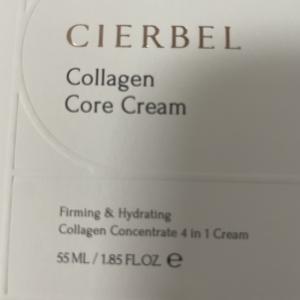 CIERBEL
Collagen
Core Cream
Firming & Hydrating
Collagen Concentrate 4 in 1 Cream
55 ML / 1.85 FL.OZ ℮